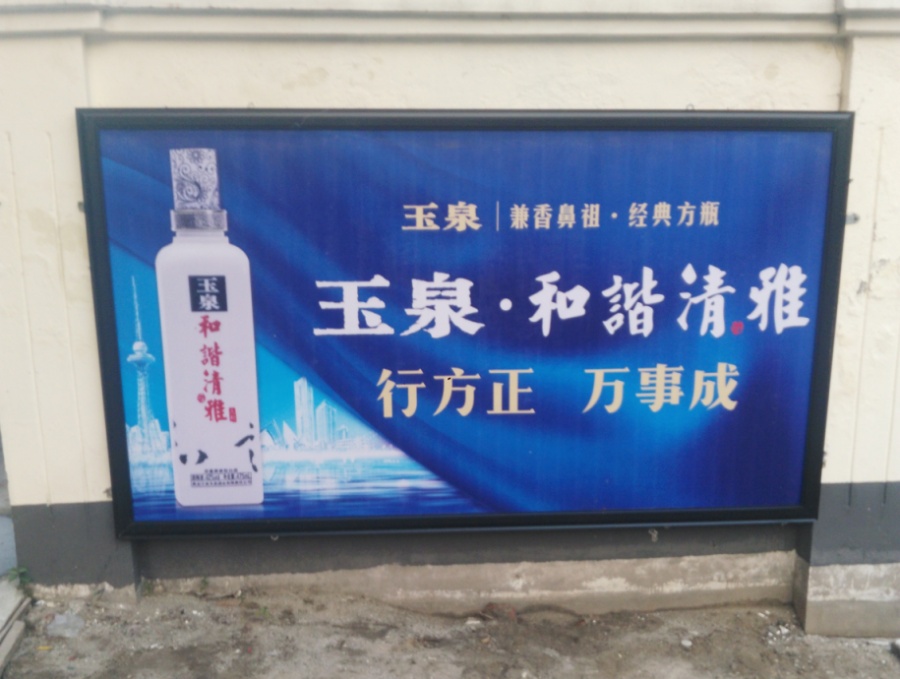 玉泉 | 兼香鼻祖·经典方瓶
玉泉·和諧清雅
行方正 万事成
玉泉
和諧清雅